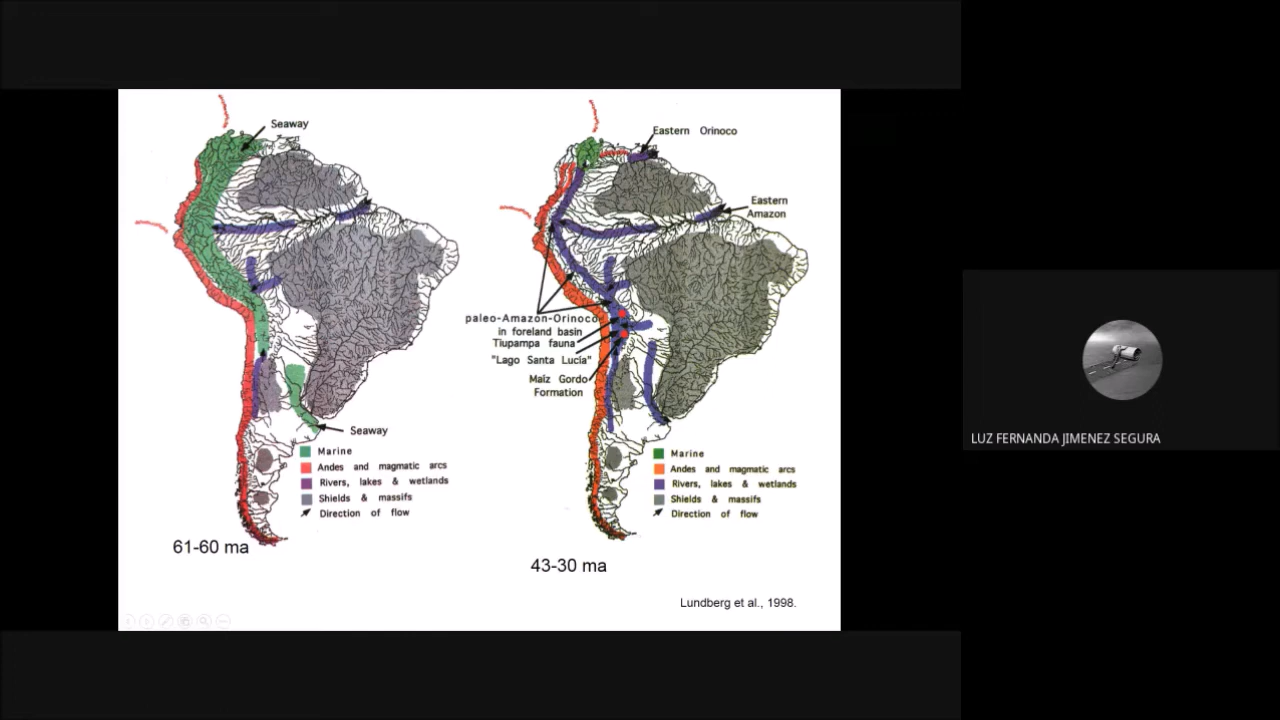 Seaway
Seaway
Marine
Andes and magmatic arcs
Rivers, lakes & wetlands
Shields & massifs
Direction of flow
61-60 ma
Eastern Orinoco
Eastern
Amazon
paleo-Amazon-Orinoco
in foreland basin
Tiupampa fauna
"Lago Santa Lucía"
Maíz Gordo
Formation
Marine
Andes and magmatic arcs
Rivers, lakes & wetlands
Shields & massifs
Direction of flow
43-30 ma
Lundberg et al., 1998.
LUZ FERNANDA JIMENEZ SEGURA